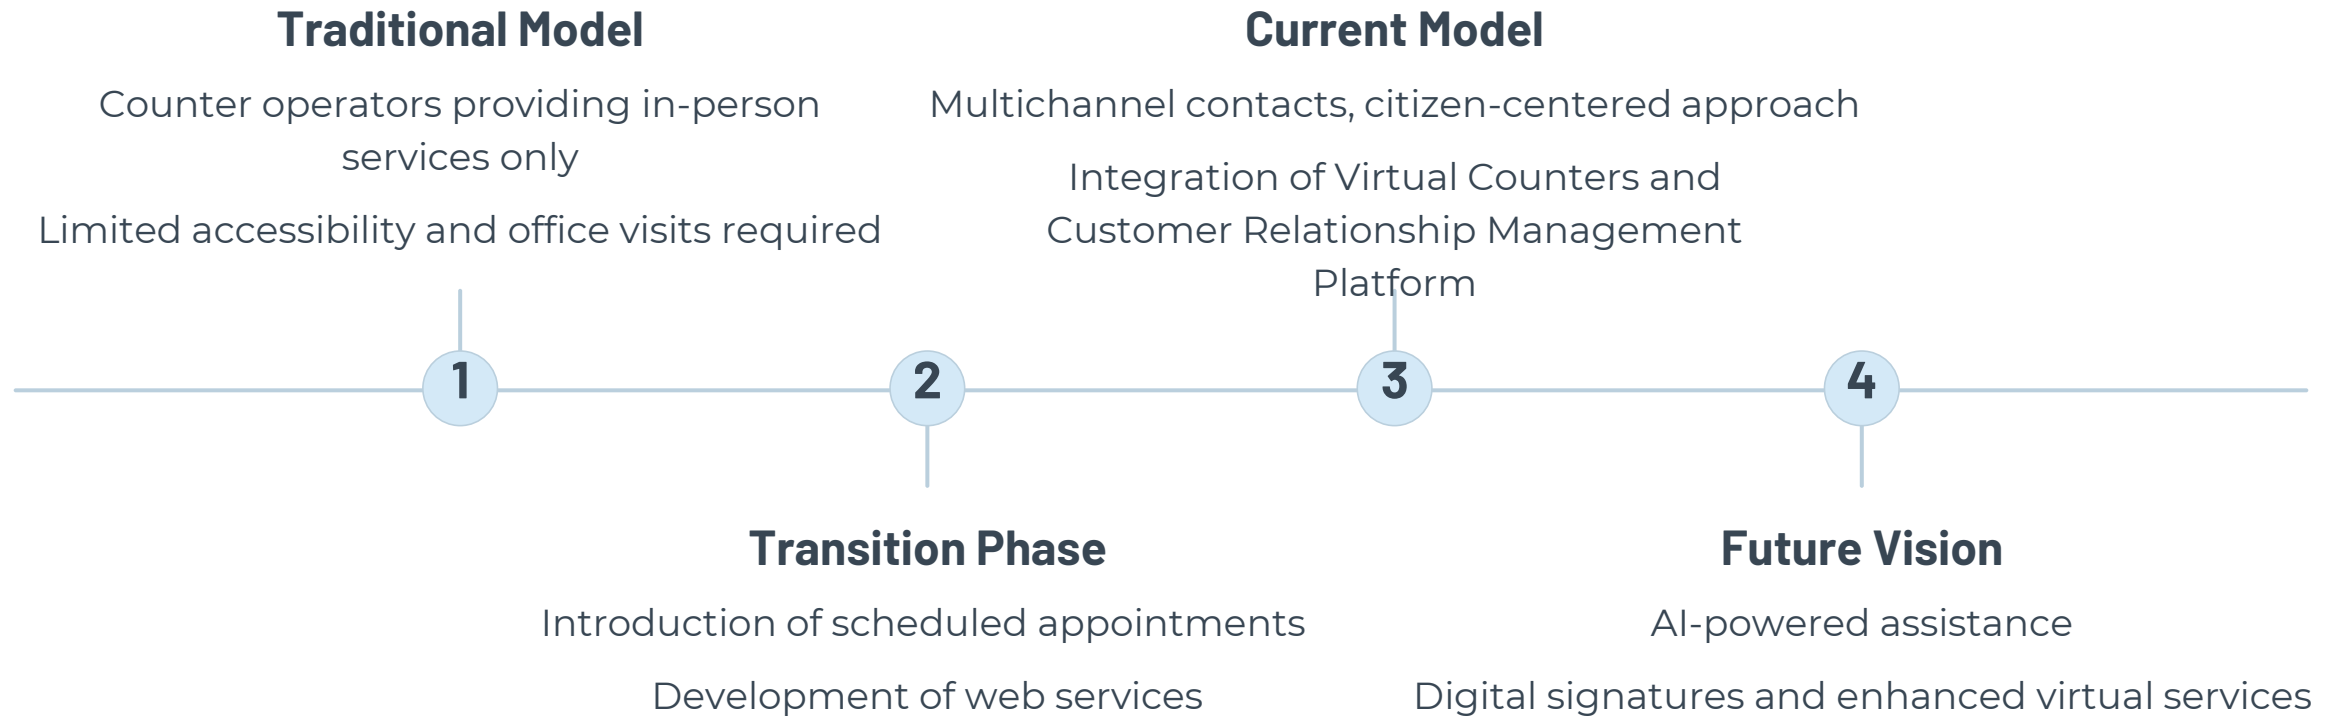 Traditional Model
Counter operators providing in-person
services only
Limited accessibility and office visits required
1
Transition Phase
Introduction of scheduled appointments
Development of web services
2
Current Model
Multichannel contacts, citizen-centered approach
Integration of Virtual Counters and
Customer Relationship Management
Platform
3
Future Vision
AI-powered assistance
Digital signatures and enhanced virtual services
4